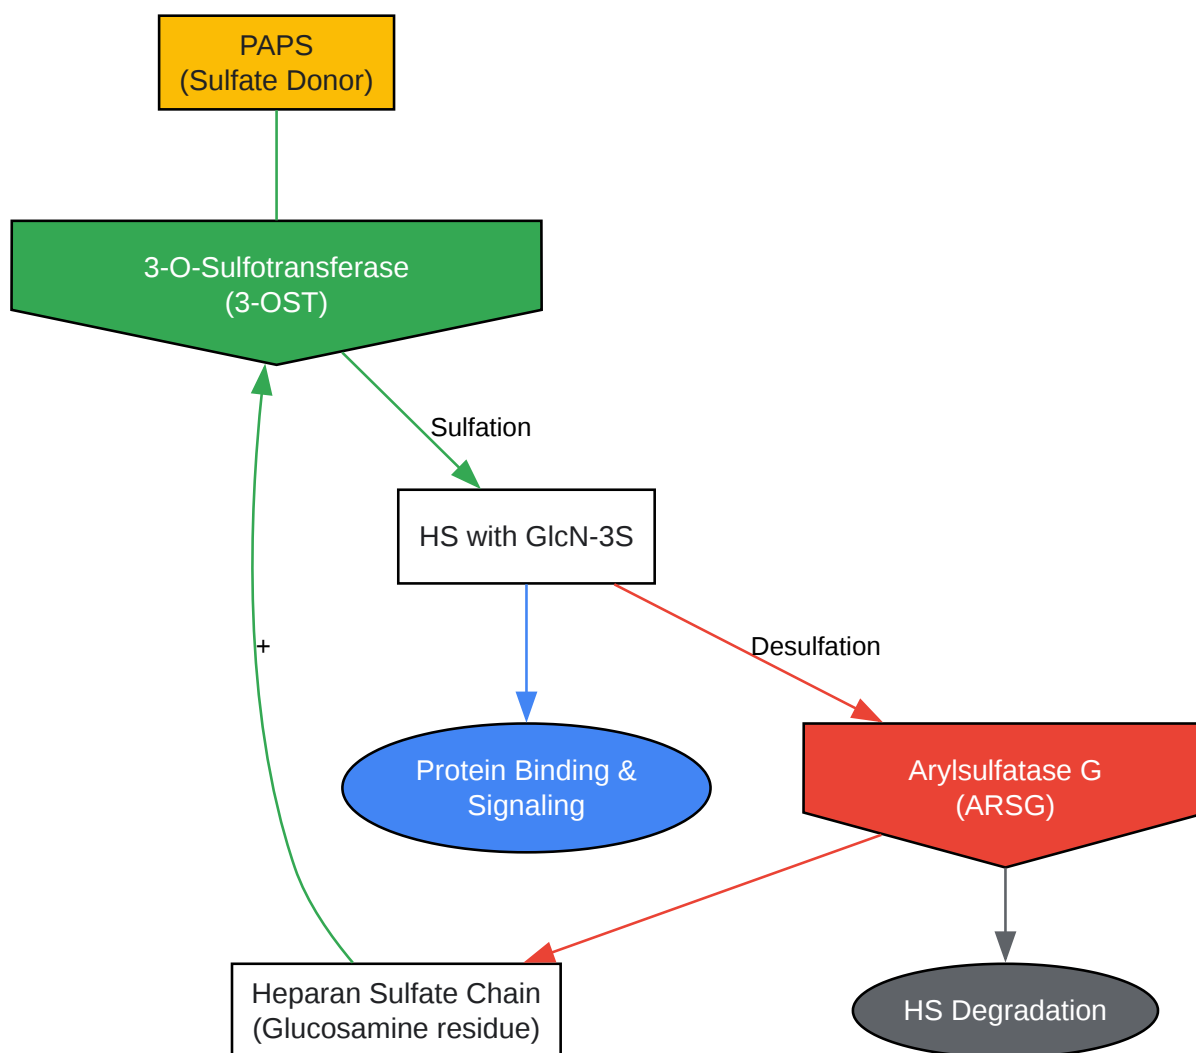 PAPS
(Sulfate Donor)
3-O-Sulfotransferase
(3-OST)
Sulfation
HS with GlcN-3S
+
Desulfation
Protein Binding &
Signaling
Arylsulfatase G
(ARSG)
Heparan Sulfate Chain
(Glucosamine residue)
HS Degradation